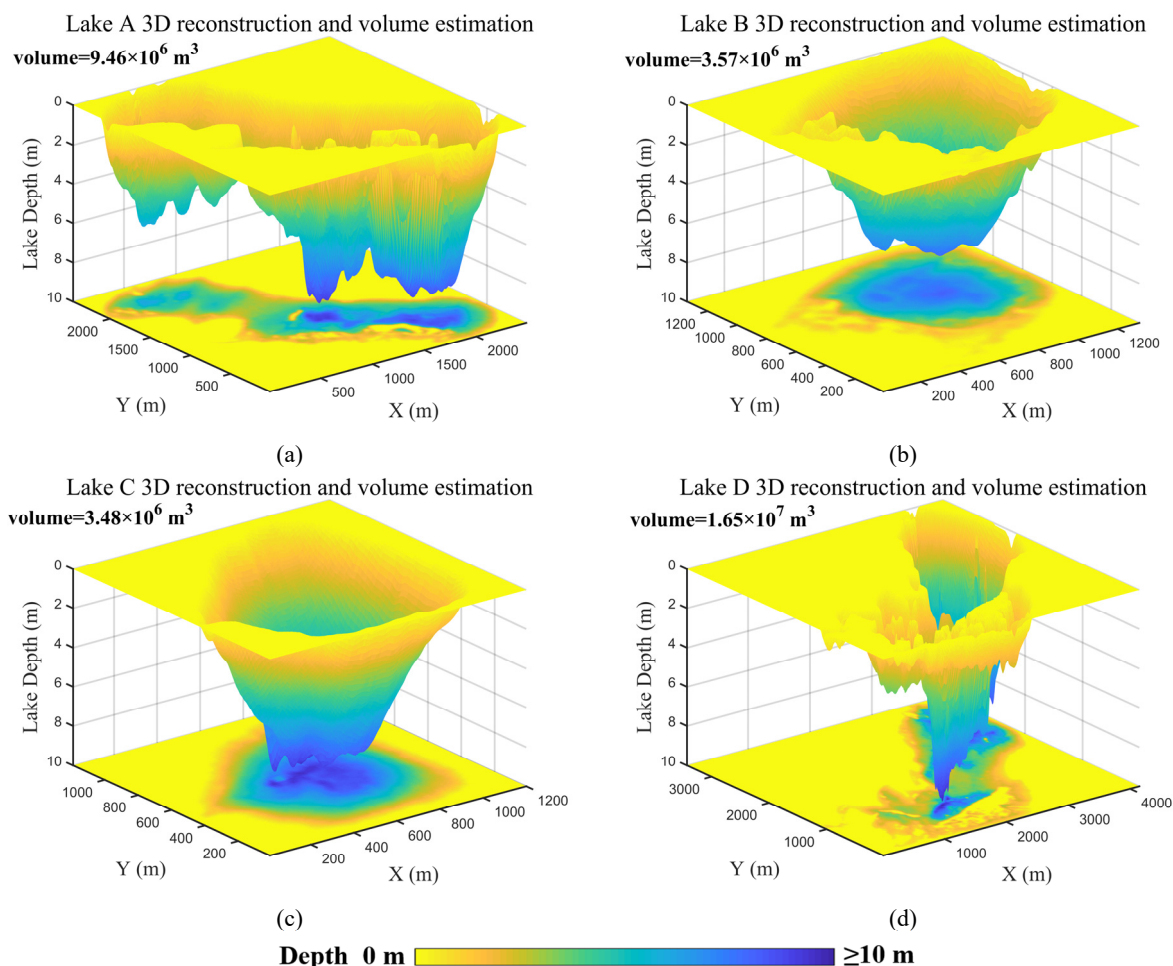 Lake A 3D reconstruction and volume estimation
volume=9.46×10⁶ m³
0
2
4
6
8
10
Lake Depth (m)
2000
1500
1000
500
Y (m)
500
1000
1500
2000
X (m)
(a)
Lake B 3D reconstruction and volume estimation
volume=3.57×10⁶ m³
0
2
4
6
8
10
Lake Depth (m)
1200
1000
800
600
400
200
Y (m)
200
400
600
800
1000
1200
X (m)
(b)
Lake C 3D reconstruction and volume estimation
volume=3.48×10⁶ m³
0
2
4
6
8
10
Lake Depth (m)
1000
800
600
400
200
Y (m)
200
400
600
800
1000
1200
X (m)
(c)
Lake D 3D reconstruction and volume estimation
volume=1.65×10⁷ m³
0
2
4
6
8
10
Lake Depth (m)
3000
2000
1000
Y (m)
1000
2000
3000
4000
X (m)
(d)
Depth 0 m ≥10 m